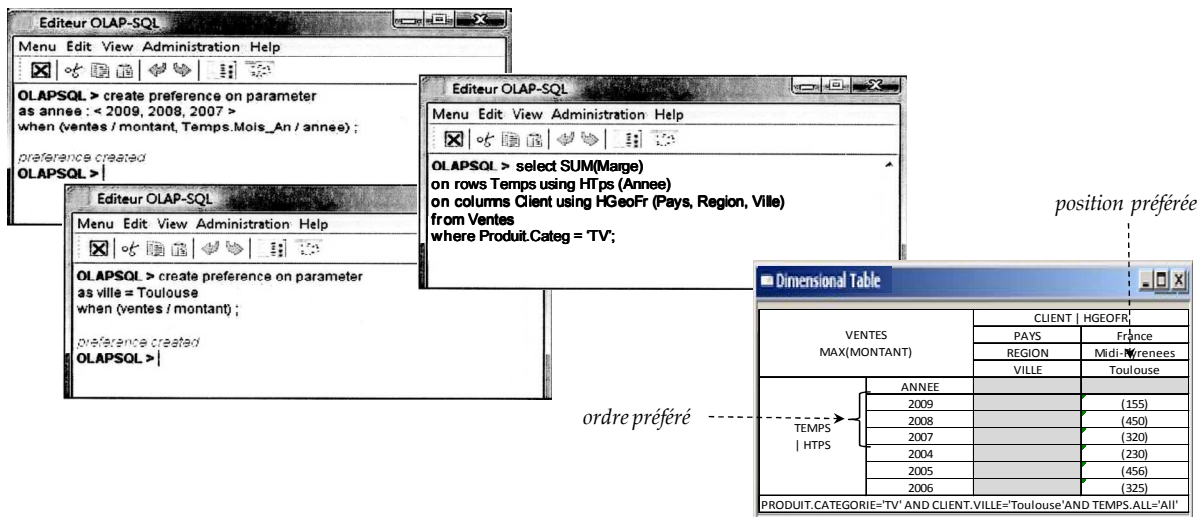 Editeur OLAP-SQL
Menu Edit View Administration Help
OLAPSQL > create preference on parameter
as annee : < 2009, 2008, 2007 >
when (ventes / montant, Temps.Mois_An / annee) ;
preference created
OLAPSQL >
Editeur OLAP-SQL
Menu Edit View Administration Help
OLAPSQL > create preference on parameter
as ville = Toulouse
when (ventes / montant) ;
preference created
OLAPSQL >
Editeur OLAP-SQL
Menu Edit View Administration Help
OLAPSQL > select SUM(Marge)
on rows Temps using HTps (Annee)
on columns Client using HGeoFr (Pays, Region, Ville)
from Ventes
where Produit.Categ = 'TV';
position préférée
ordre préféré
Dimensional Table
VENTES
MAX(MONTANT)
CLIENT | HGEOFR
PAYS France
REGION Midi-Pyrenees
VILLE Toulouse
TEMPS
| HTPS
ANNEE
2009 (155)
2008 (450)
2007 (320)
2004 (230)
2005 (456)
2006 (325)
PRODUIT.CATEGORIE='TV' AND CLIENT.VILLE='Toulouse'AND TEMPS.ALL='All'